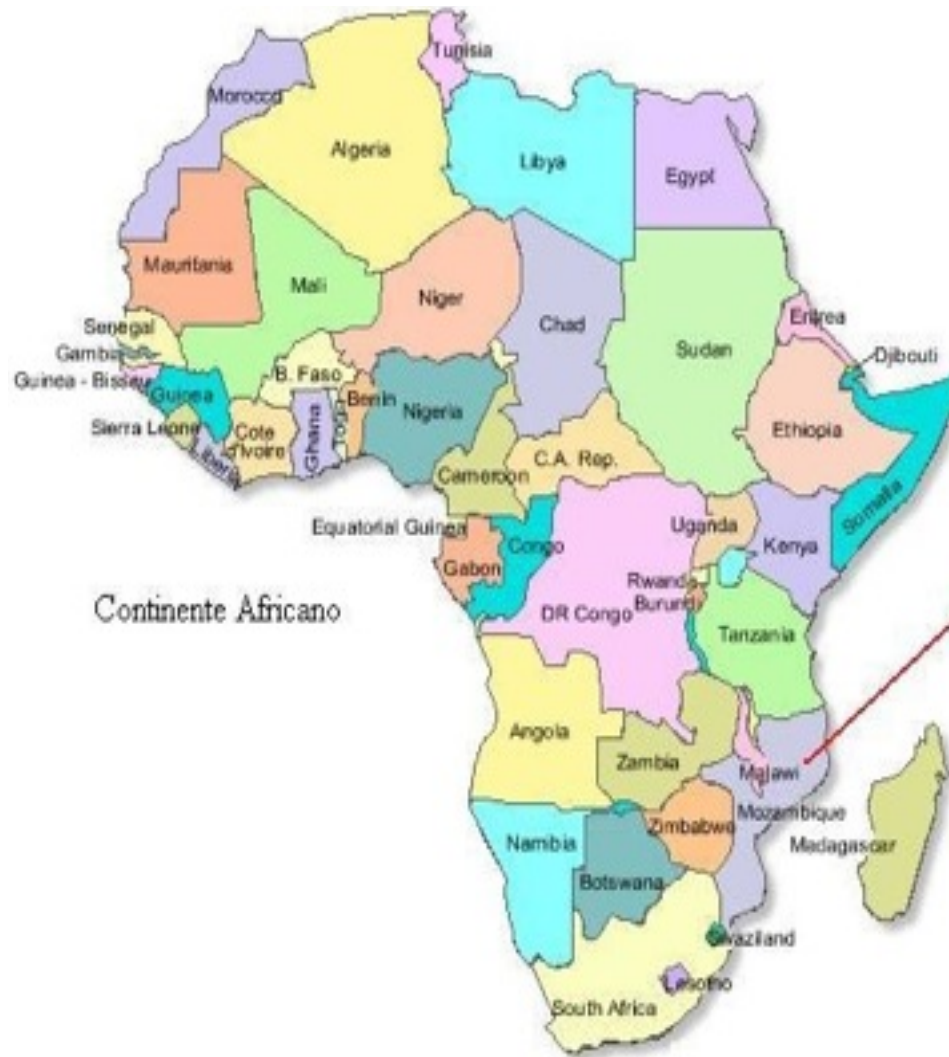 Tunisia
Morocco
Algeria
Libya
Egypt
Mauritania
Mali
Niger
Chad
Sudan
Eritrea
Senegal
Gambia
Djibouti
Guinea - Bissau
Guinea
B. Faso
Benin
Nigeria
Ethiopia
Sierra Leone
Liberia
Cote
d'Ivoire
Ghana
Togo
Cameroon
C.A. Rep.
Somalia
Equatorial Guinea
Gabon
Congo
Uganda
Kenya
Rwanda
Burundi
DR Congo
Tanzania
Continente Africano
Angola
Zambia
Malawi
Mozambique
Zimbabwe
Madagascar
Namibia
Botswana
Swaziland
Lesotho
South Africa